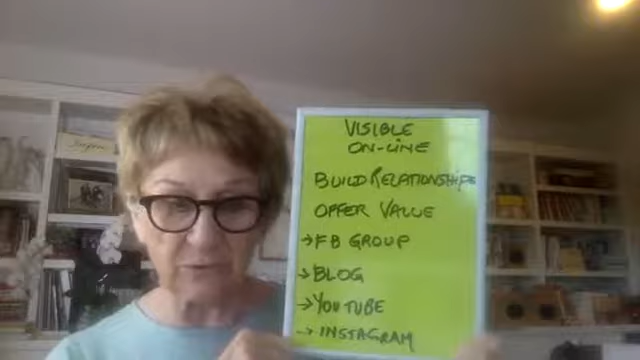 VISIBLE
ON-LINE
BUILD RELATIONSHIPS
OFFER VALUE
→ FB GROUP
→ BLOG
→ YOUTUBE
→ INSTAGRAM